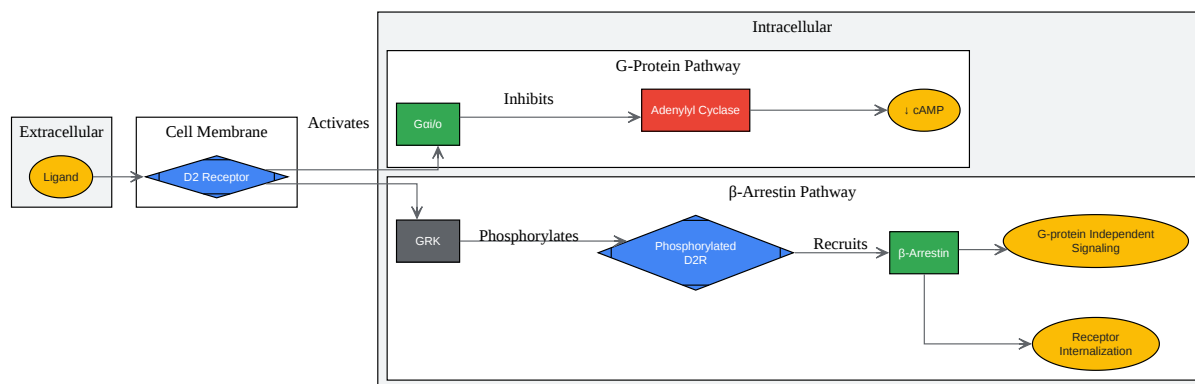 Intracellular
G-Protein Pathway
Inhibits
Adenylyl Cyclase
↓ cAMP
Gαi/o
Extracellular
Cell Membrane
Activates
Ligand
D2 Receptor
β-Arrestin Pathway
GRK
Phosphorylates
Phosphorylated
D2R
Recruits
β-Arrestin
G-protein Independent
Signaling
Receptor
Internalization